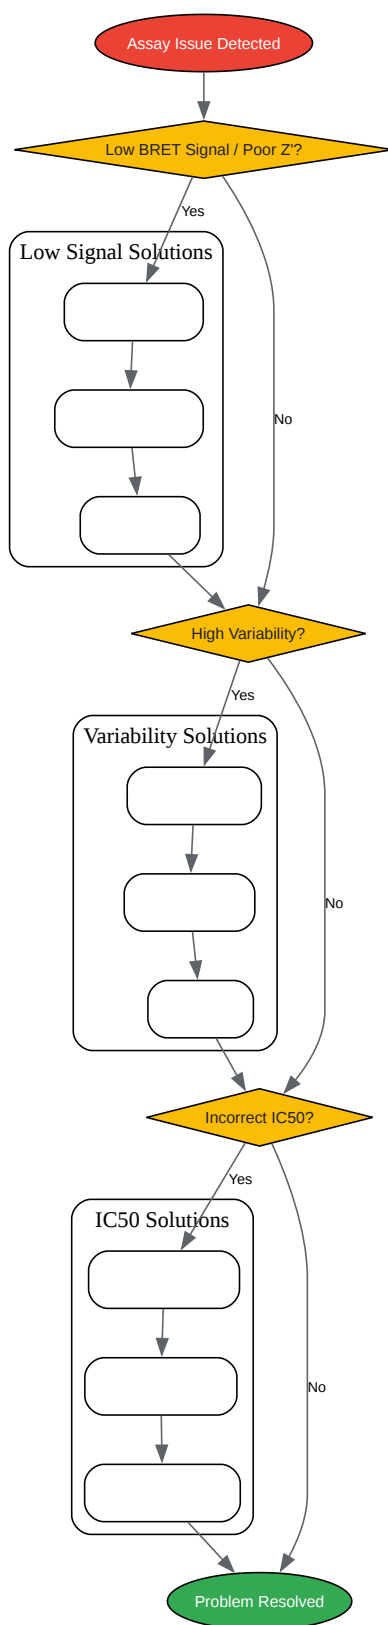 Assay Issue Detected
Low BRET Signal / Poor Z'?
Yes
Low Signal Solutions
No
High Variability?
Yes
Variability Solutions
No
Incorrect IC50?
Yes
IC50 Solutions
No
Problem Resolved